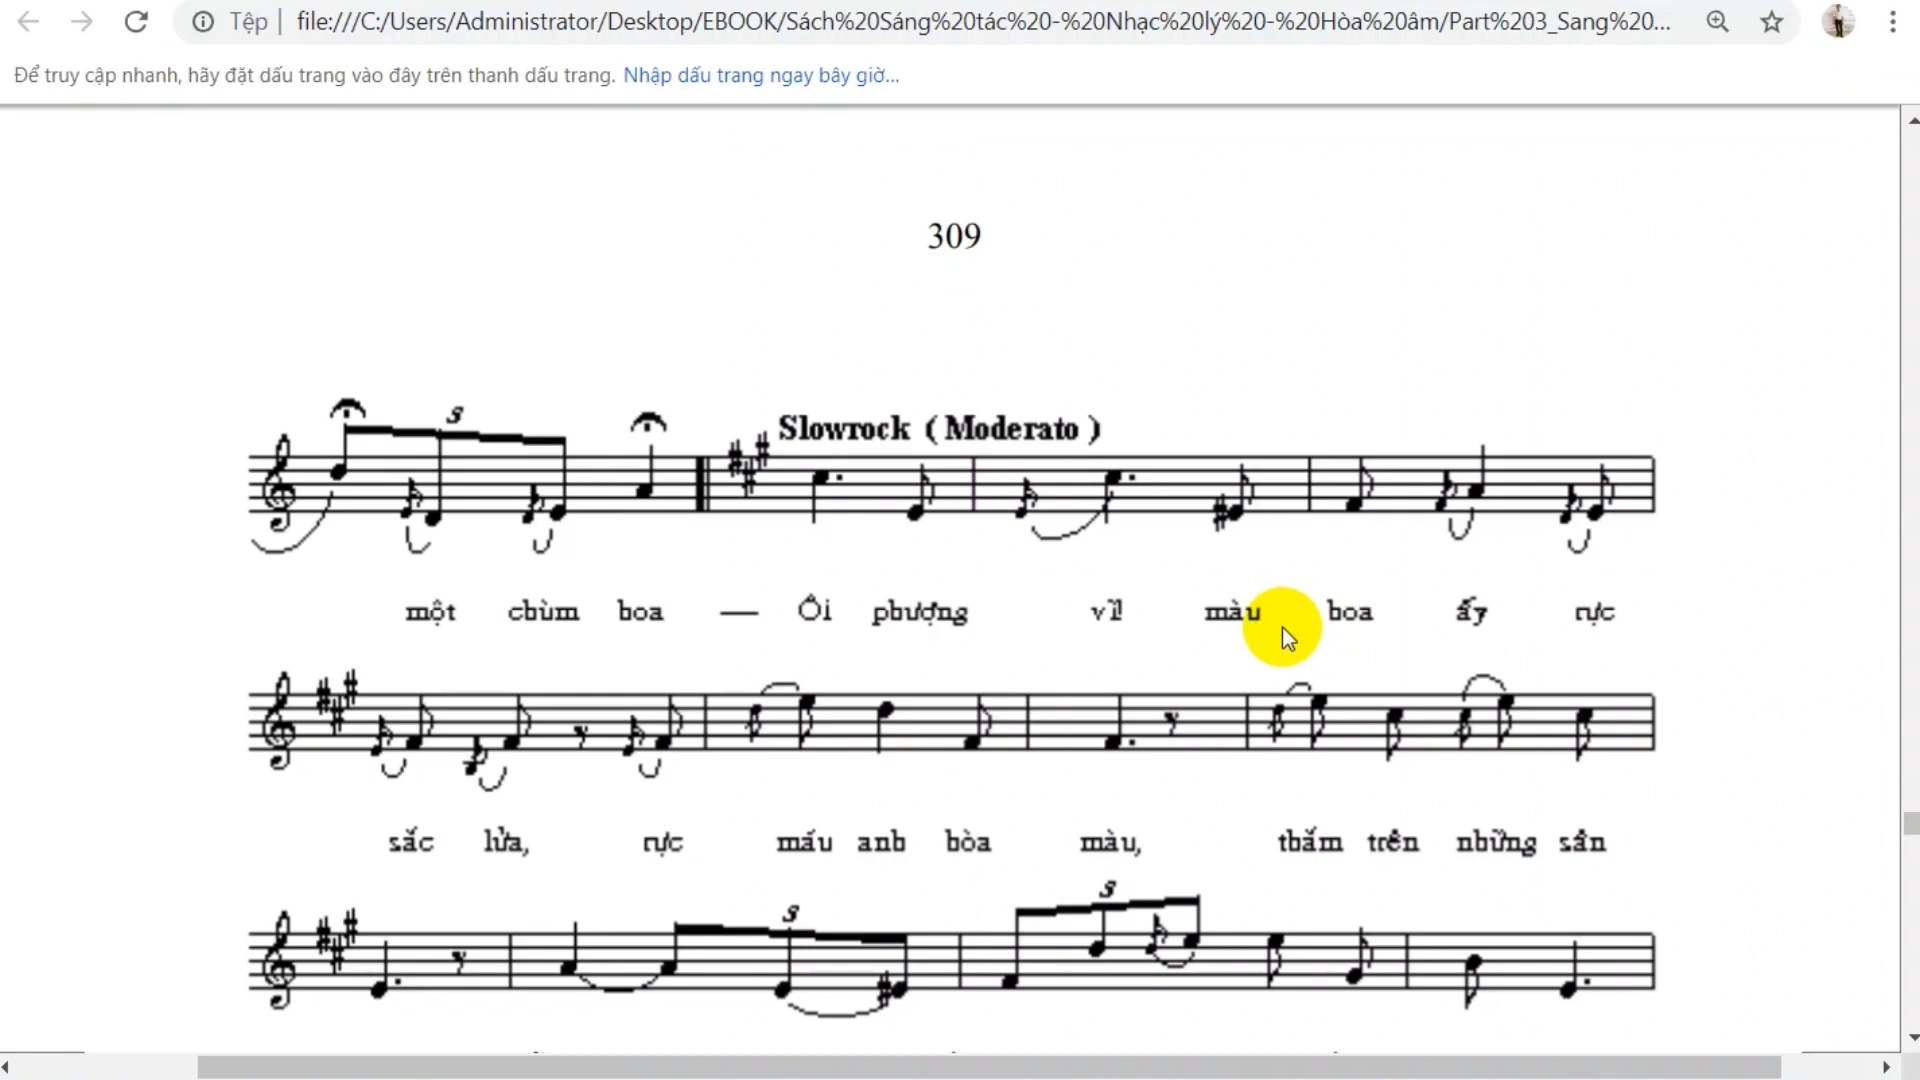 Tệp | file:///C:/Users/Administrator/Desktop/EBOOK/Sách%20Sáng%20tác%20-%20Nhạc%20lý%20-%20Hòa%20âm/Part%203_Sang%20...
Để truy cập nhanh, hãy đặt dấu trang vào đây trên thanh dấu trang. Nhập dấu trang ngay bây giờ...
309
3
Slowrock ( Moderato )
một chùm hoa — Ôi phượng vĩ! màu hoa ấy rực
sắc lửa, rực máu anh hòa màu, thắm trên những sân
3 3